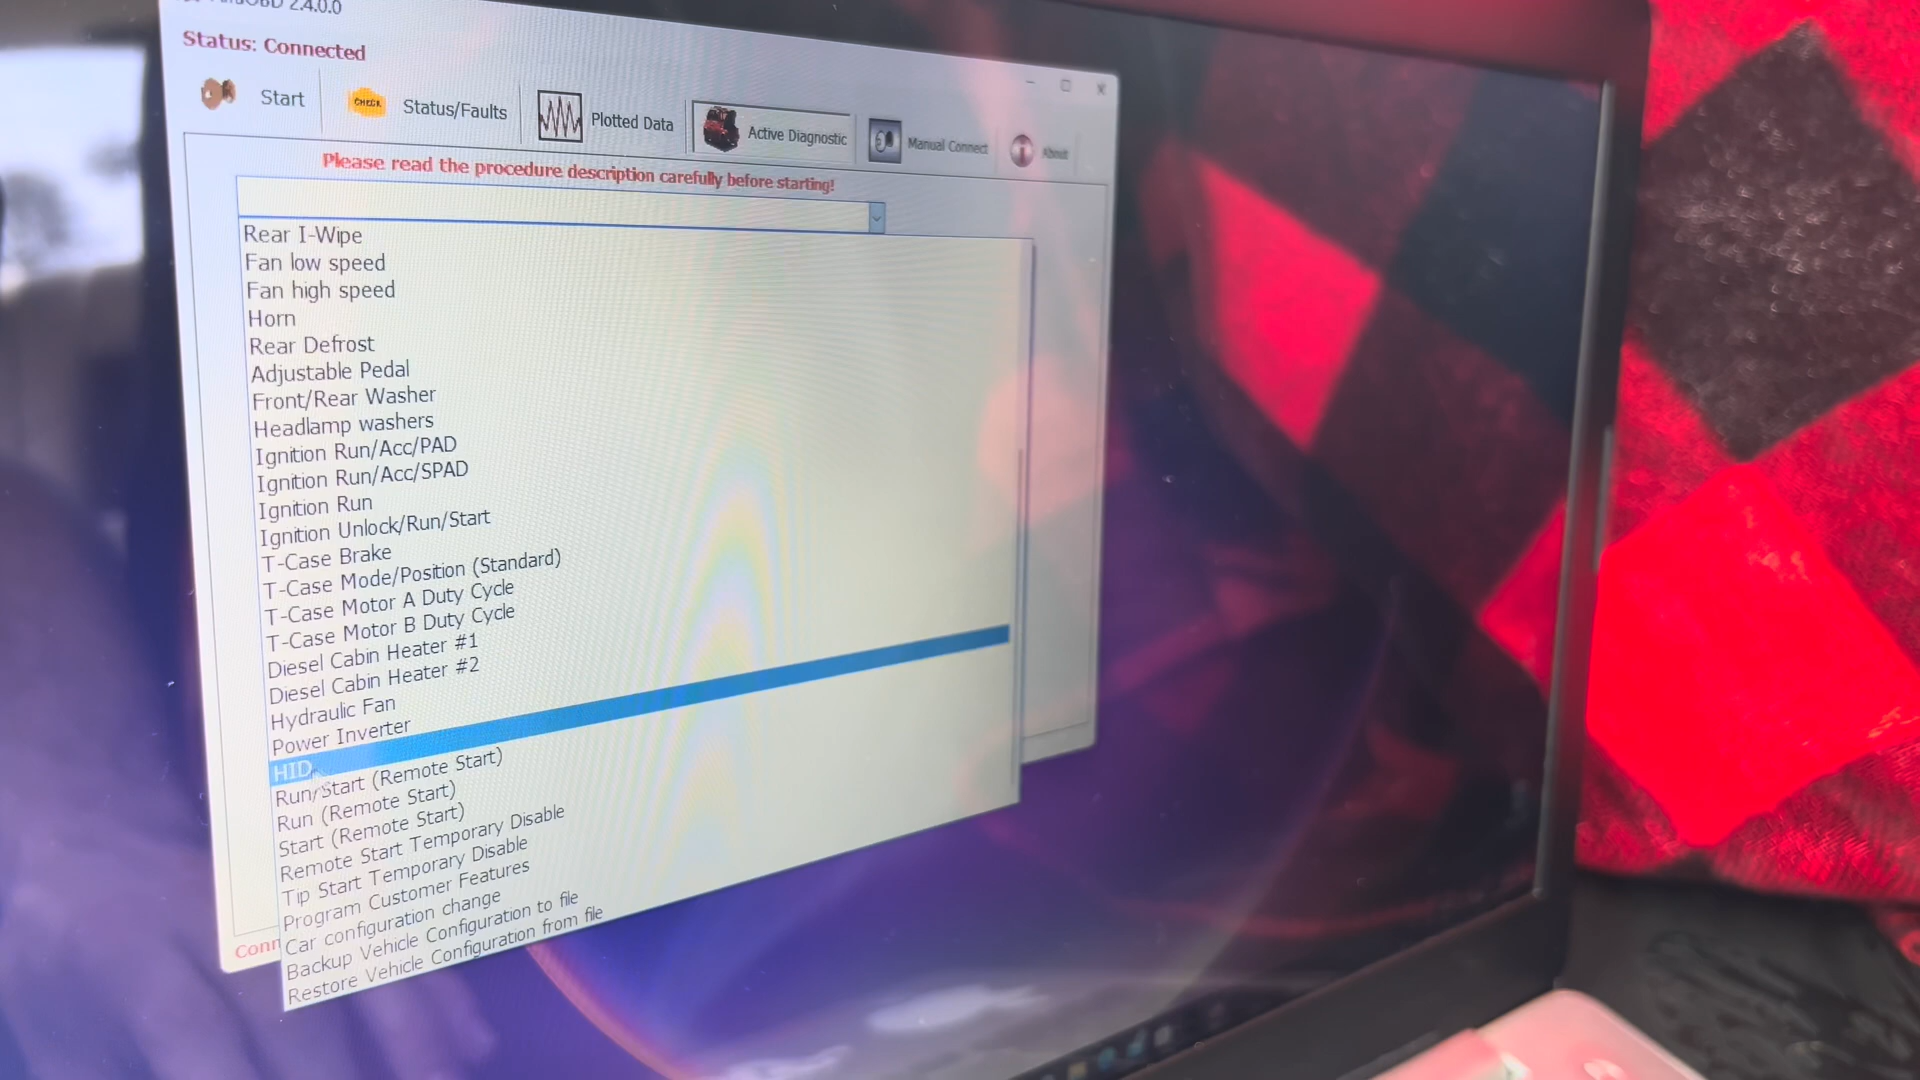 2.4.0.0
Status: Connected
Start
CHECK
Status/Faults
Plotted Data
Active Diagnostic
Manual Connect
About
Please read the procedure description carefully before starting!
Rear I-Wipe
Fan low speed
Fan high speed
Horn
Rear Defrost
Adjustable Pedal
Front/Rear Washer
Headlamp washers
Ignition Run/Acc/PAD
Ignition Run/Acc/SPAD
Ignition Run
Ignition Unlock/Run/Start
T-Case Brake
T-Case Mode/Position (Standard)
T-Case Motor A Duty Cycle
T-Case Motor B Duty Cycle
Diesel Cabin Heater #1
Diesel Cabin Heater #2
Hydraulic Fan
Power Inverter
HID
Run/Start (Remote Start)
Run (Remote Start)
Start (Remote Start)
Remote Start Temporary Disable
Tip Start Temporary Disable
Program Customer Features
Car configuration change
Backup Vehicle Configuration to file
Restore Vehicle Configuration from file
Conn